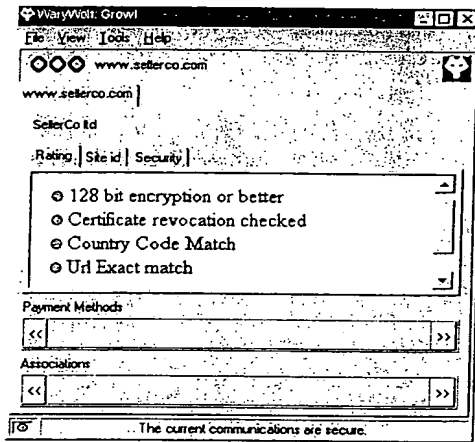 WaryWolf: Growl
File View Tools Help
www.sellerco.com
www.sellerco.com
SellerCo ltd
Rating Site id Security
128 bit encryption or better
Certificate revocation checked
Country Code Match
Url Exact match
Payment Methods
<< >>
Associations
<< >>
The current communications are secure.